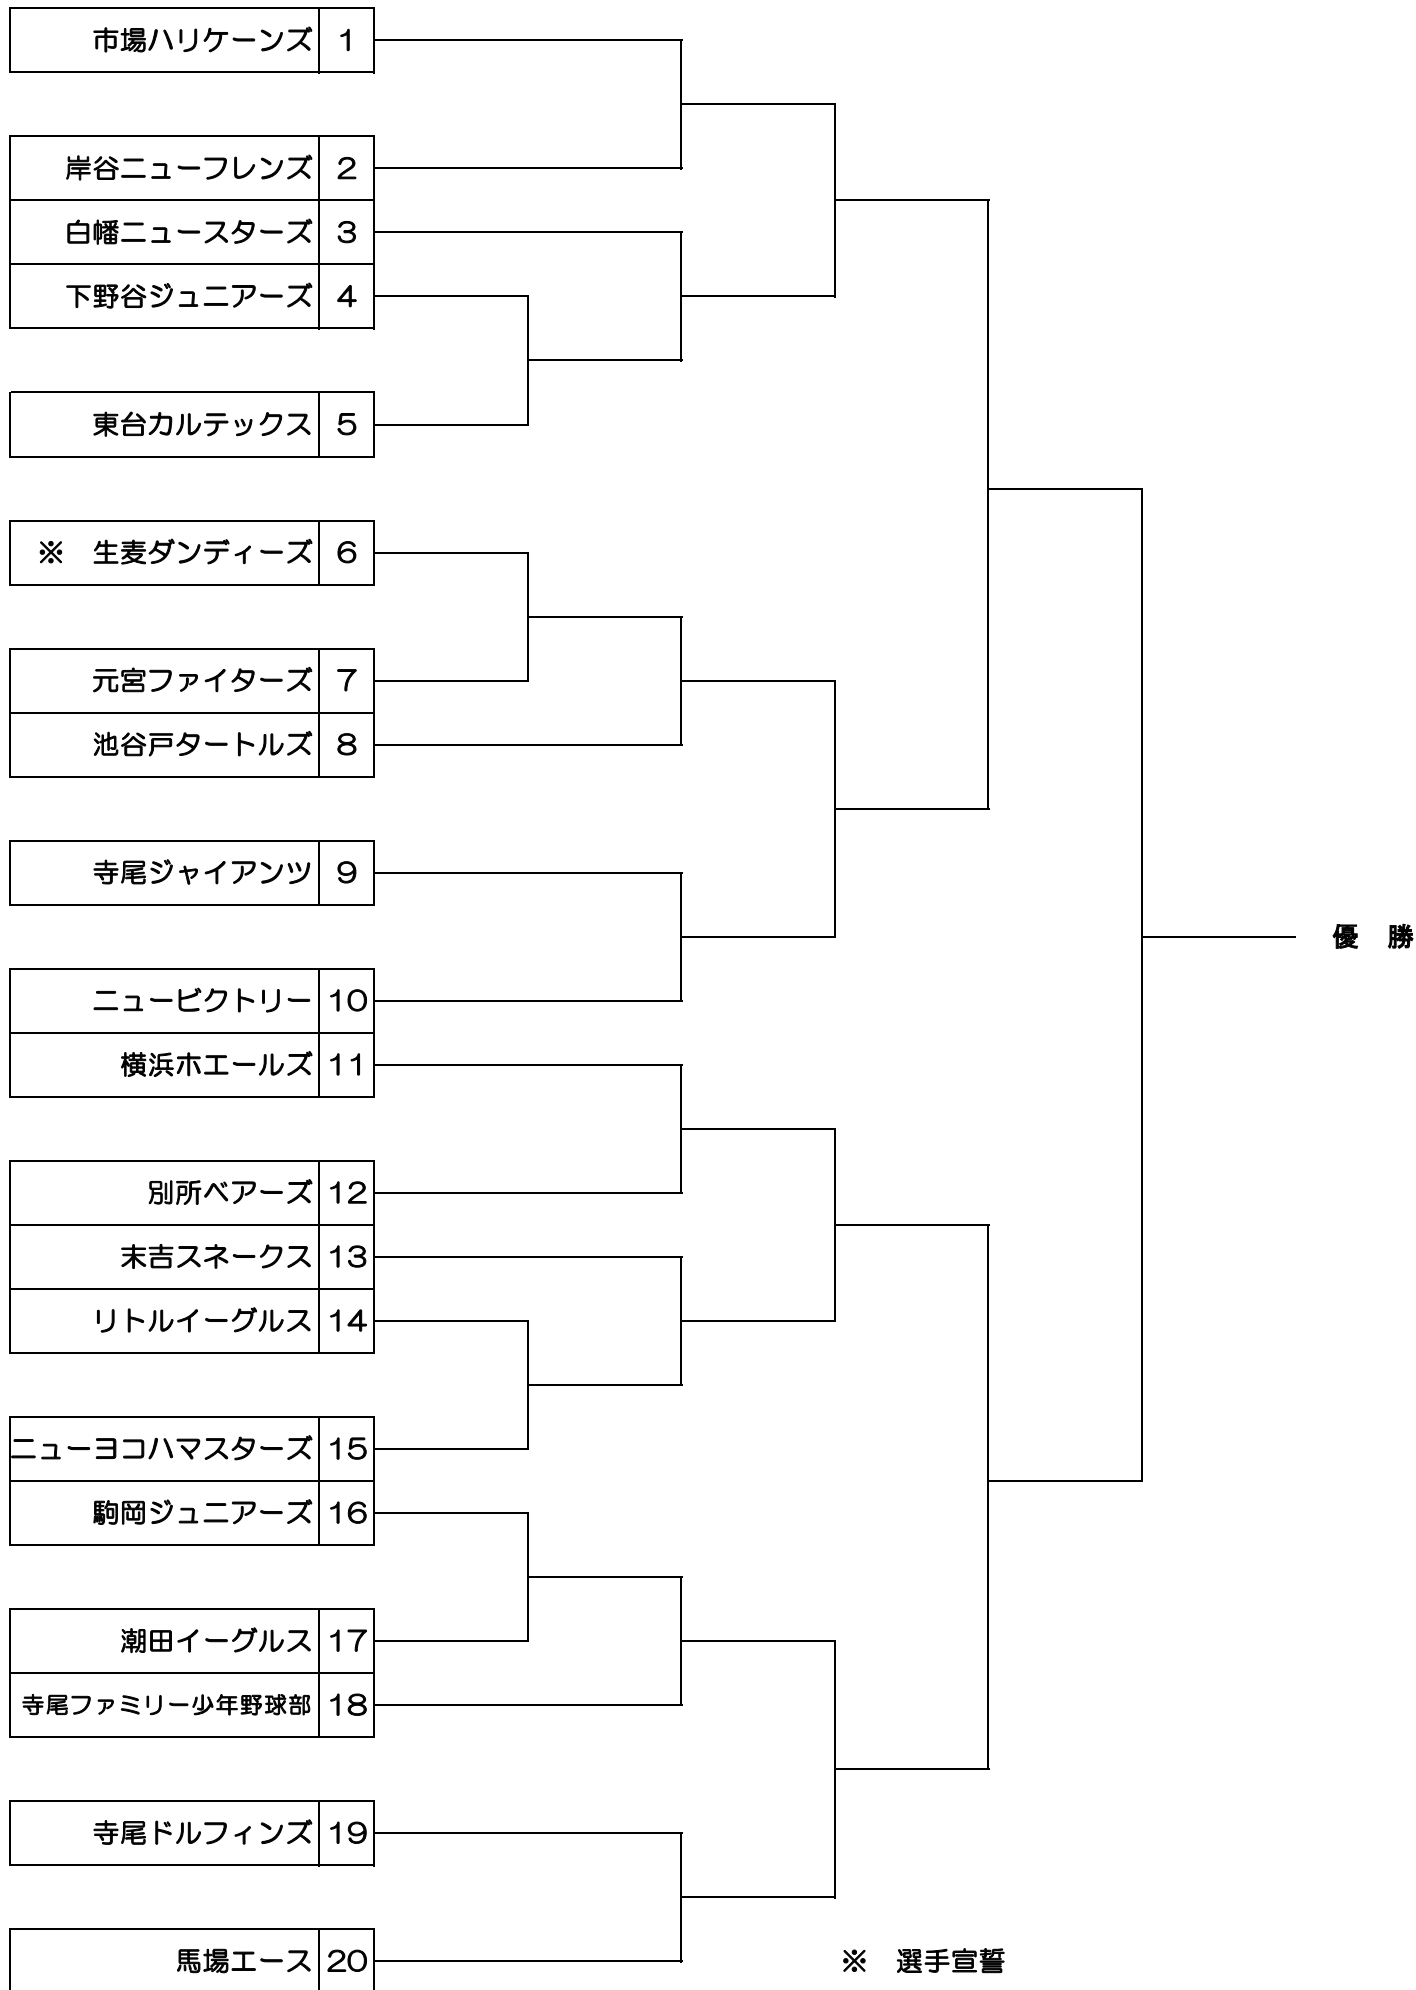 市場ハリケーンズ 1
岸谷ニューフレンズ 2
白幡ニュースターズ 3
下野谷ジュニアーズ 4
東台カルテックス 5
※　生麦ダンディーズ 6
元宮ファイターズ 7
池谷戸タートルズ 8
寺尾ジャイアンツ 9
優　勝
ニュービクトリー 10
横浜ホエールズ 11
別所ベアーズ 12
末吉スネークス 13
リトルイーグルス 14
ニューヨコハマスターズ 15
駒岡ジュニアーズ 16
潮田イーグルス 17
寺尾ファミリー少年野球部 18
寺尾ドルフィンズ 19
馬場エース 20
※　選手宣誓